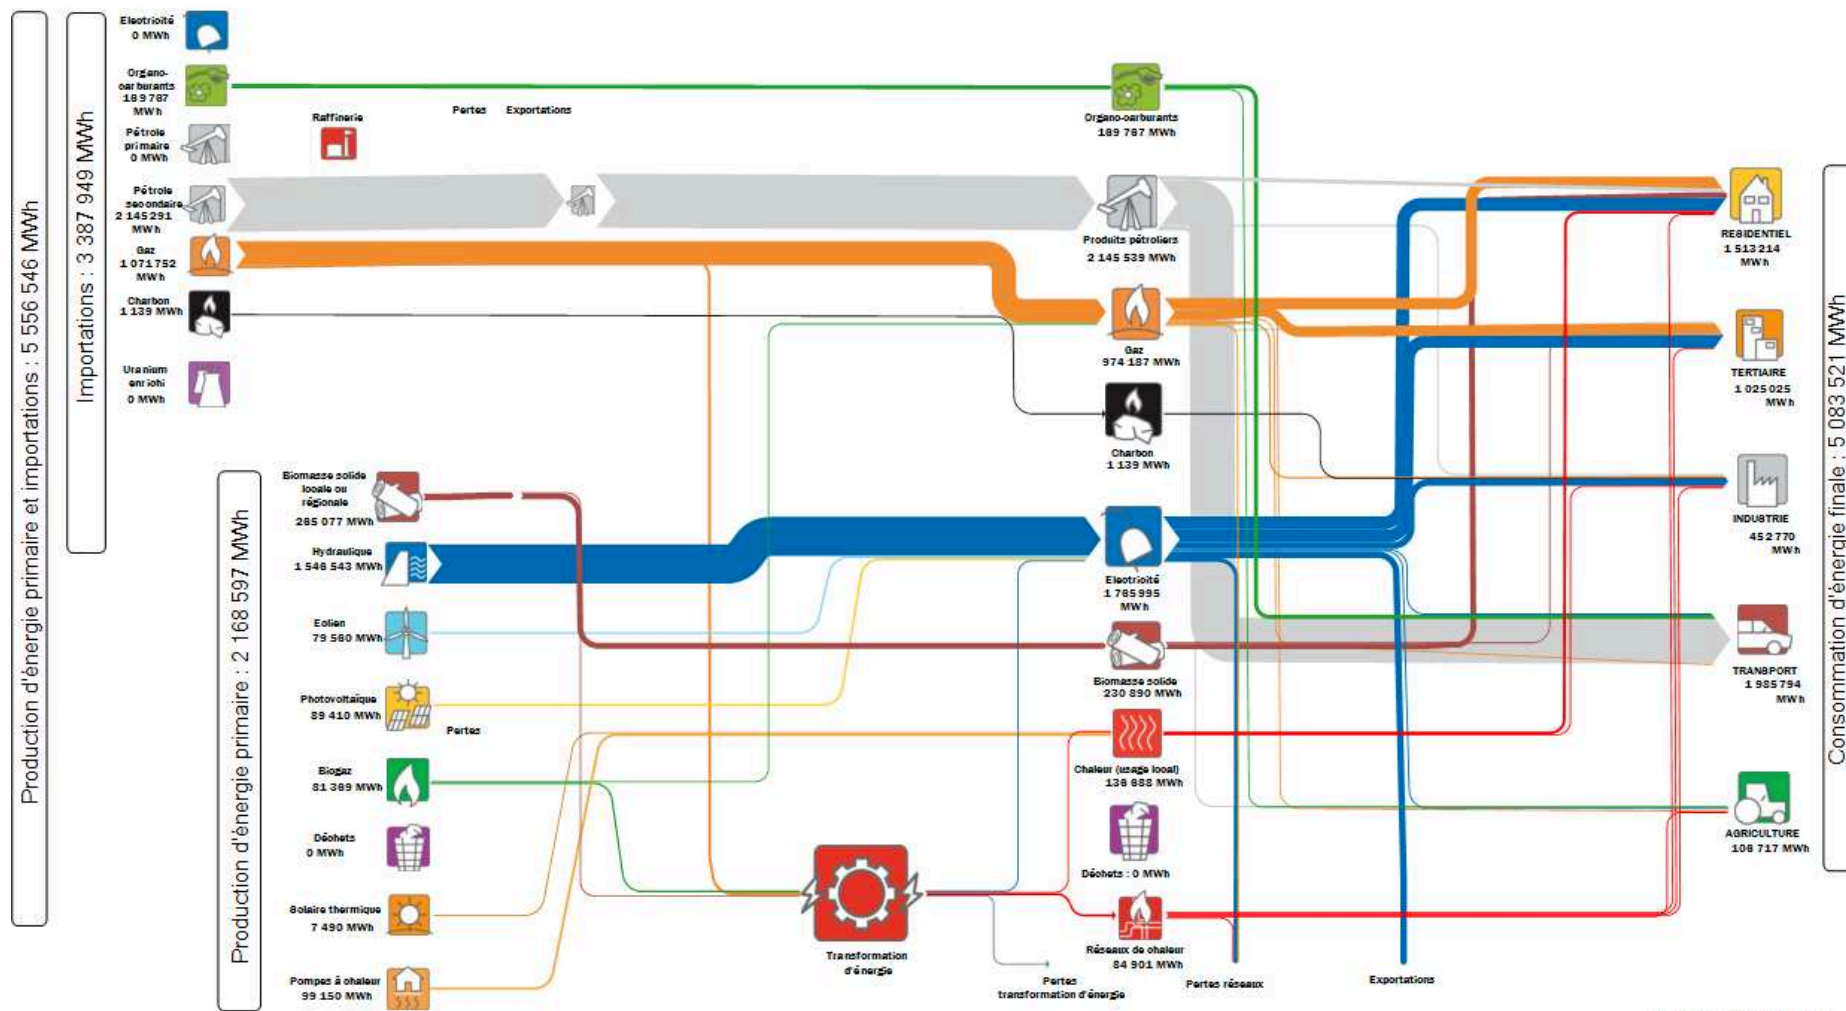 Production d'énergie primaire et importations : 5 556 546 MWh
Importations : 3 387 949 MWh
Electricité
0 MWh
Organo-
carburants
189 787
MWh
Pétrole
primaire
0 MWh
Pétrole
secondaire
2 145 291
MWh
Gaz
1 071 752
MWh
Charbon
1 139 MWh
Uranium
enrichi
0 MWh
Raffinerie
Pertes
Exportations
Production d'énergie primaire : 2 168 597 MWh
Biomasse solide
locale ou
régionale
285 077 MWh
Hydraulique
1 546 543 MWh
Eolien
79 560 MWh
Photovoltaïque
89 410 MWh
Pertes
Biogaz
81 369 MWh
Déchets
0 MWh
Solaire thermique
7 490 MWh
Pompes à chaleur
99 150 MWh
Transformation
d'énergie
Organo-carburants
189 787 MWh
Produits pétroliers
2 145 539 MWh
Gaz
974 187 MWh
Charbon
1 139 MWh
Electricité
1 765 995
MWh
Biomasse solide
230 890 MWh
Chaleur (usage local)
136 688 MWh
Déchets : 0 MWh
Réseaux de chaleur
84 901 MWh
Pertes
transformation d'énergie
Pertes réseaux
Exportations
RESIDENTIEL
1 513 214
MWh
TERTIAIRE
1 025 025
MWh
INDUSTRIE
452 770
MWh
TRANSPORT
1 985 794
MWh
AGRICULTURE
106 717 MWh
Consommation d'énergie finale : 5 083 521 MWh